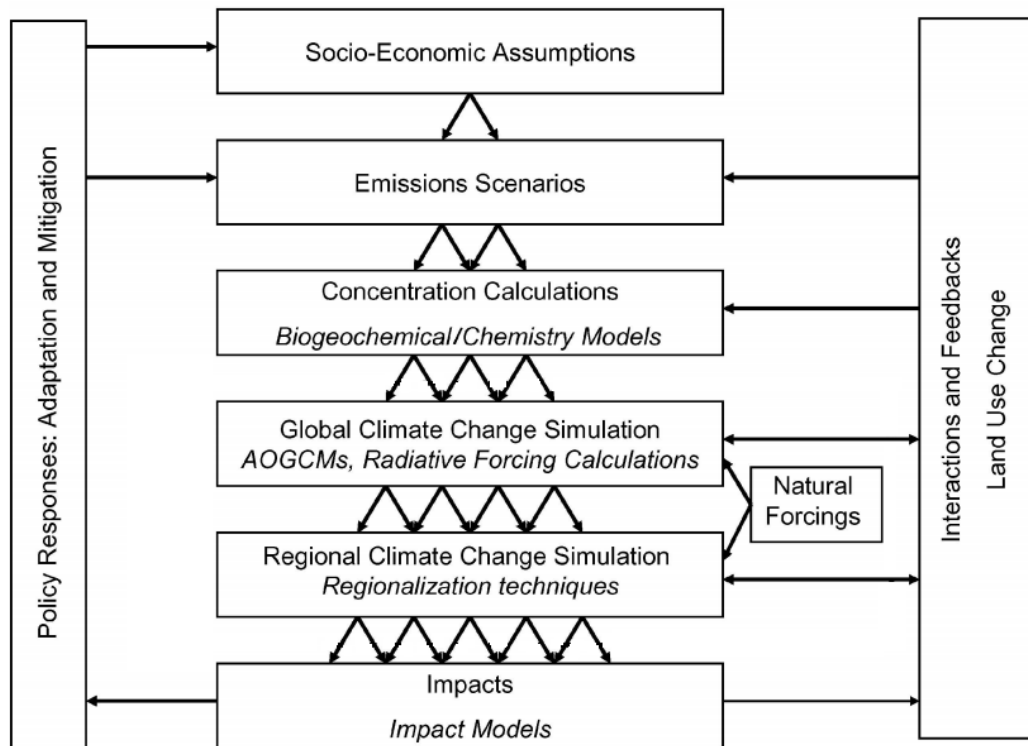 Policy Responses: Adaptation and Mitigation
Socio-Economic Assumptions
Emissions Scenarios
Concentration Calculations
Biogeochemical/Chemistry Models
Global Climate Change Simulation
AOGCMs, Radiative Forcing Calculations
Natural
Forcings
Regional Climate Change Simulation
Regionalization techniques
Impacts
Impact Models
Interactions and Feedbacks
Land Use Change